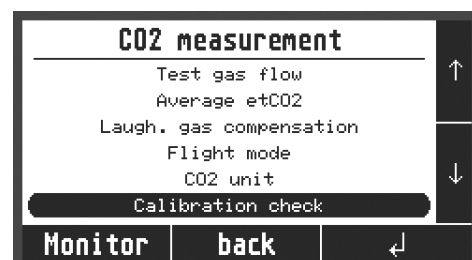 CO2 measurement
Test gas flow
Average etCO2
Laugh. gas compensation
Flight mode
CO2 unit
Calibration check
Monitor back ↲
↑
↓